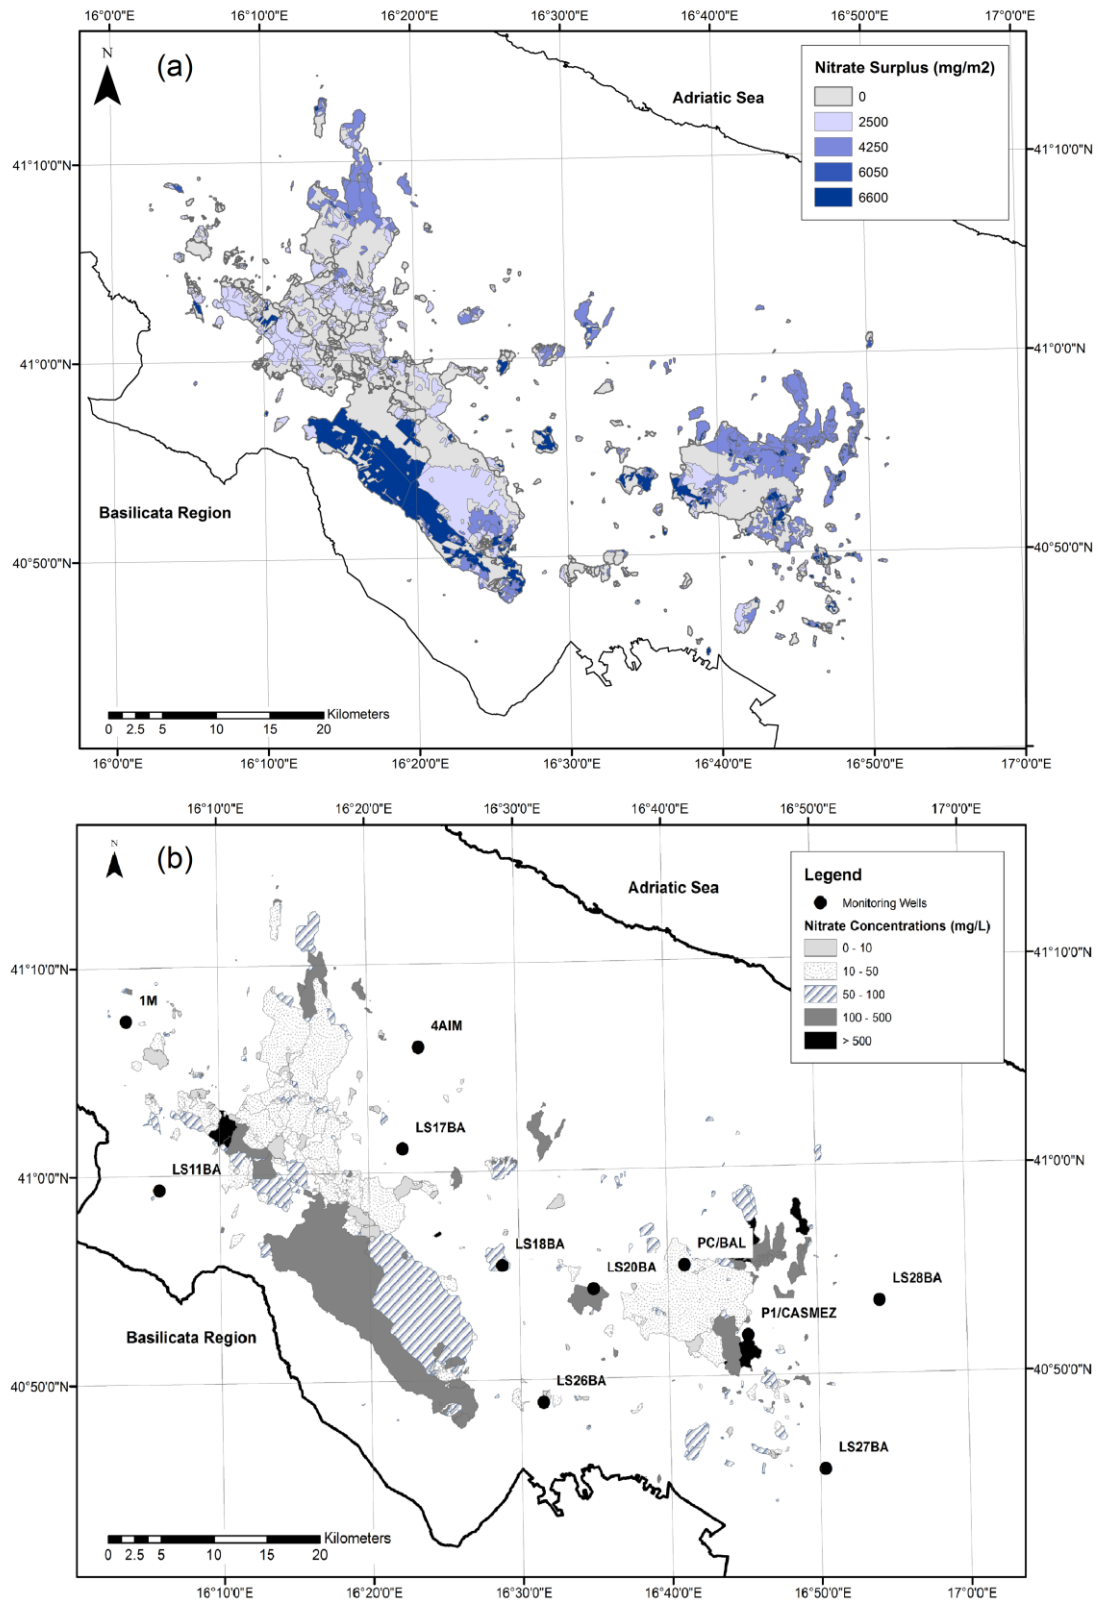 16°0'0"E 16°10'0"E 16°20'0"E 16°30'0"E 16°40'0"E 16°50'0"E 17°0'0"E
N
(a)
Nitrate Surplus (mg/m2)
0
2500
4250
6050
6600
Adriatic Sea
41°10'0"N 41°10'0"N
41°0'0"N 41°0'0"N
Basilicata Region
40°50'0"N 40°50'0"N
Kilometers
0 2.5 5 10 15 20
16°0'0"E 16°10'0"E 16°20'0"E 16°30'0"E 16°40'0"E 16°50'0"E 17°0'0"E
16°10'0"E 16°20'0"E 16°30'0"E 16°40'0"E 16°50'0"E 17°0'0"E
N
(b)
Legend
Monitoring Wells
Nitrate Concentrations (mg/L)
0 - 10
10 - 50
50 - 100
100 - 500
> 500
Adriatic Sea
41°10'0"N 41°10'0"N
1M
4AIM
LS17BA
LS11BA
41°0'0"N 41°0'0"N
LS18BA
PC/BAL
LS20BA
LS28BA
P1/CASMEZ
Basilicata Region
40°50'0"N 40°50'0"N
LS26BA
LS27BA
Kilometers
0 2.5 5 10 15 20
16°10'0"E 16°20'0"E 16°30'0"E 16°40'0"E 16°50'0"E 17°0'0"E